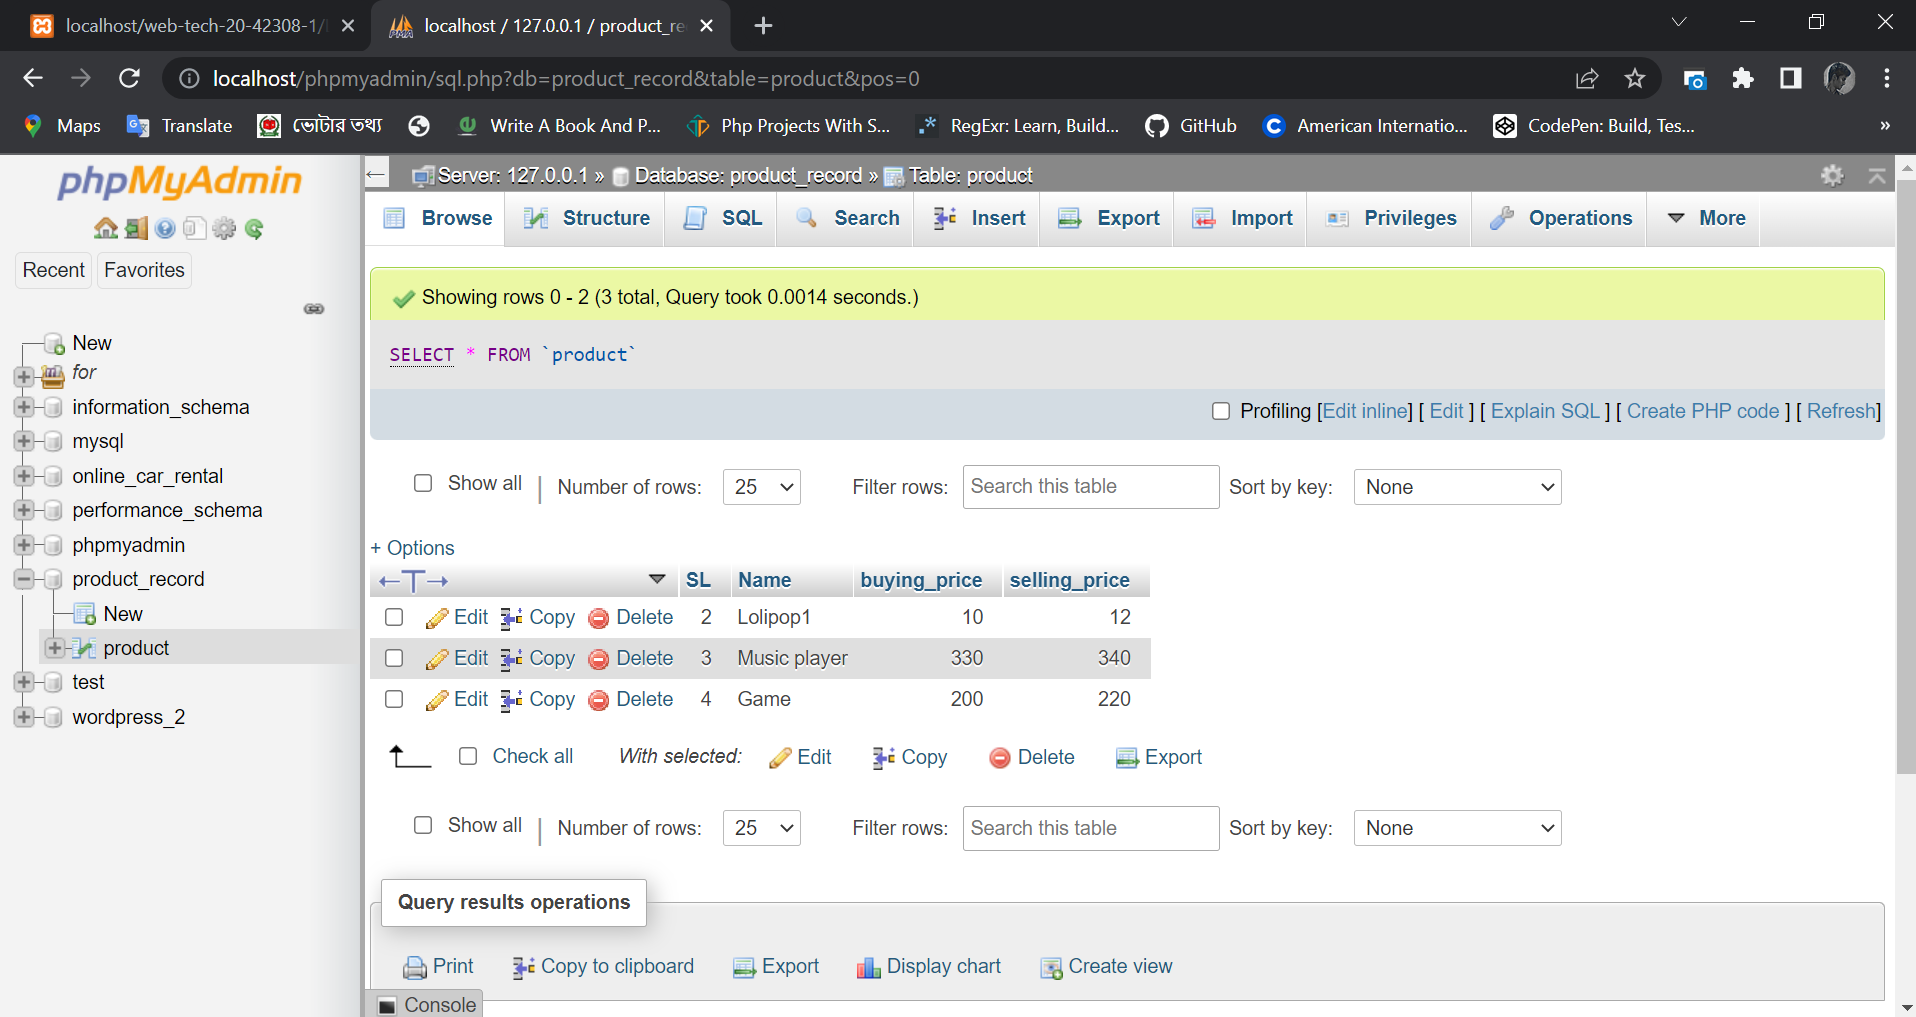 localhost/web-tech-20-42308-1/
localhost / 127.0.0.1 / product_re
localhost/phpmyadmin/sql.php?db=product_record&table=product&pos=0
Maps Translate ভোটার তথ্য Write A Book And P... Php Projects With S... RegExr: Learn, Build... GitHub American Internatio... CodePen: Build, Tes... »
phpMyAdmin
Recent Favorites
New
for
information_schema
mysql
online_car_rental
performance_schema
phpmyadmin
product_record
New
product
test
wordpress_2
Server: 127.0.0.1 » Database: product_record » Table: product
Browse Structure SQL Search Insert Export Import Privileges Operations More
Showing rows 0 - 2 (3 total, Query took 0.0014 seconds.)
SELECT * FROM `product`
Profiling [Edit inline] [ Edit ] [ Explain SQL ] [ Create PHP code ] [ Refresh]
Show all | Number of rows: 25 Filter rows: Search this table Sort by key: None
+ Options
←T→ SL Name buying_price selling_price
Edit Copy Delete 2 Lolipop1 10 12
Edit Copy Delete 3 Music player 330 340
Edit Copy Delete 4 Game 200 220
Check all With selected: Edit Copy Delete Export
Show all | Number of rows: 25 Filter rows: Search this table Sort by key: None
Query results operations
Print Copy to clipboard Export Display chart Create view
Console